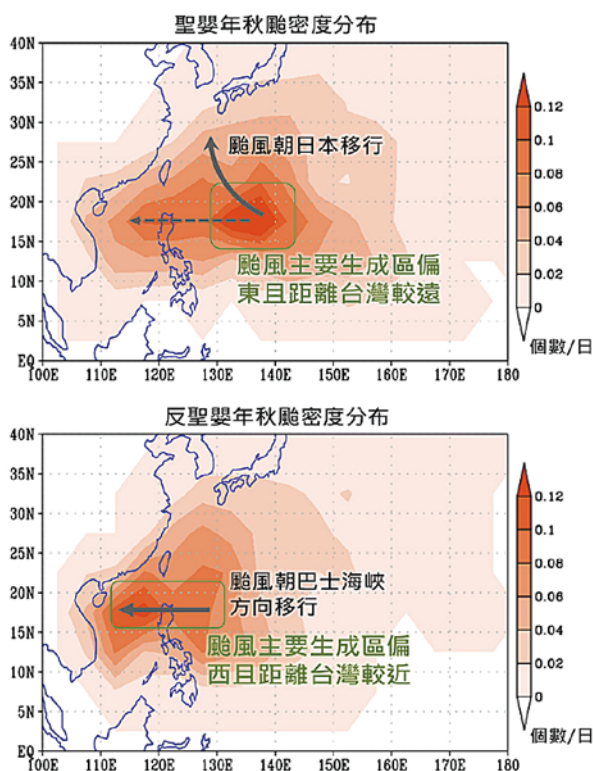 聖嬰年秋颱密度分布
40N
35N
30N
25N
20N
15N
10N
5N
EQ
100E 110E 120E 130E 140E 150E 160E 170E 180
颱風朝日本移行
颱風主要生成區偏
東且距離台灣較遠
0.12
0.1
0.08
0.06
0.04
0.02
0
個數/日
反聖嬰年秋颱密度分布
40N
35N
30N
25N
20N
15N
10N
5N
EQ
100E 110E 120E 130E 140E 150E 160E 170E 180
颱風朝巴士海峽
方向移行
颱風主要生成區偏
西且距離台灣較近
0.12
0.1
0.08
0.06
0.04
0.02
0
個數/日